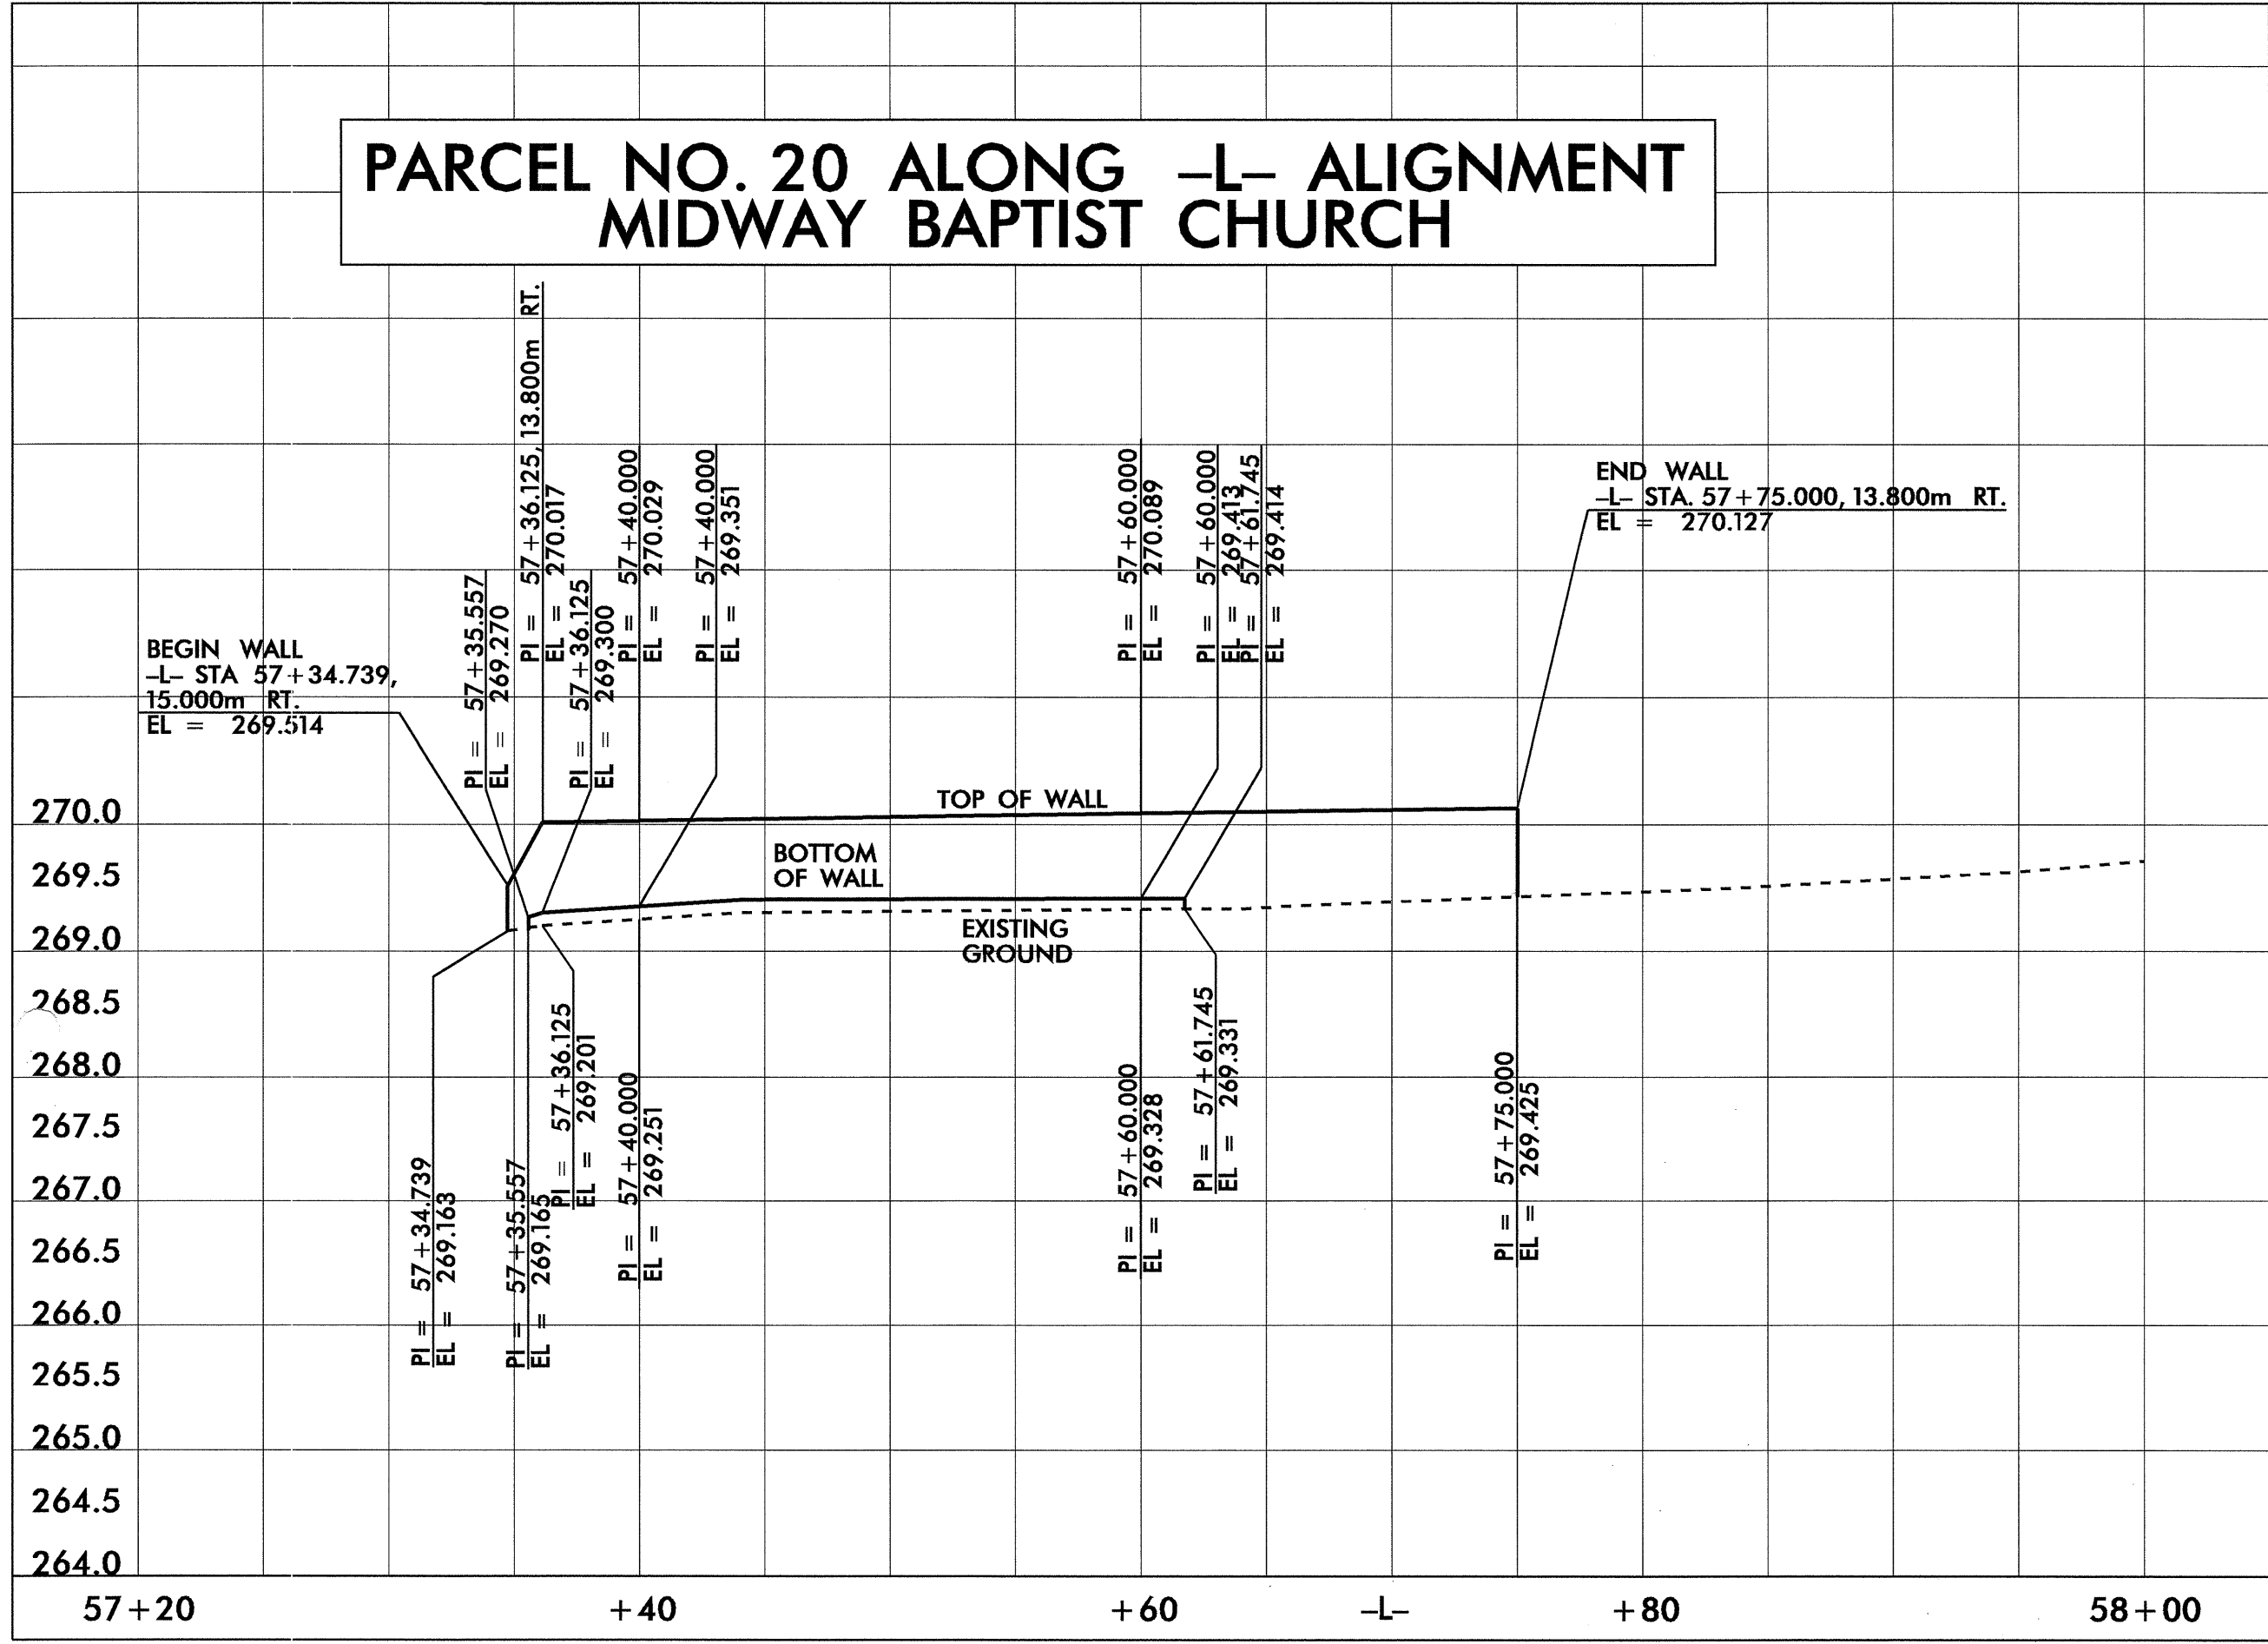 PARCEL NO. 20 ALONG –L– ALIGNMENT
MIDWAY BAPTIST CHURCH
BEGIN WALL
–L– STA 57+34.739,
15.000m RT.
EL = 269.514
PI = 57+35.557
EL = 269.270
PI = 57+36.125, 13.800m RT.
EL = 270.017
PI = 57+36.125
EL = 269.300
PI = 57+40.000
EL = 270.029
PI = 57+40.000
EL = 269.351
PI = 57+60.000
EL = 270.089
PI = 57+60.000
EL = 269.413
PI = 57+61.745
EL = 269.414
END WALL
–L– STA. 57+75.000, 13.800m RT.
EL = 270.127
TOP OF WALL
BOTTOM
OF WALL
EXISTING
GROUND
PI = 57+34.739
EL = 269.163
PI = 57+35.557
EL = 269.165
PI = 57+36.125
EL = 269.201
PI = 57+40.000
EL = 269.251
PI = 57+60.000
EL = 269.328
PI = 57+61.745
EL = 269.331
PI = 57+75.000
EL = 269.425
270.0
269.5
269.0
268.5
268.0
267.5
267.0
266.5
266.0
265.5
265.0
264.5
264.0
57+20 +40 +60 –L– +80 58+00